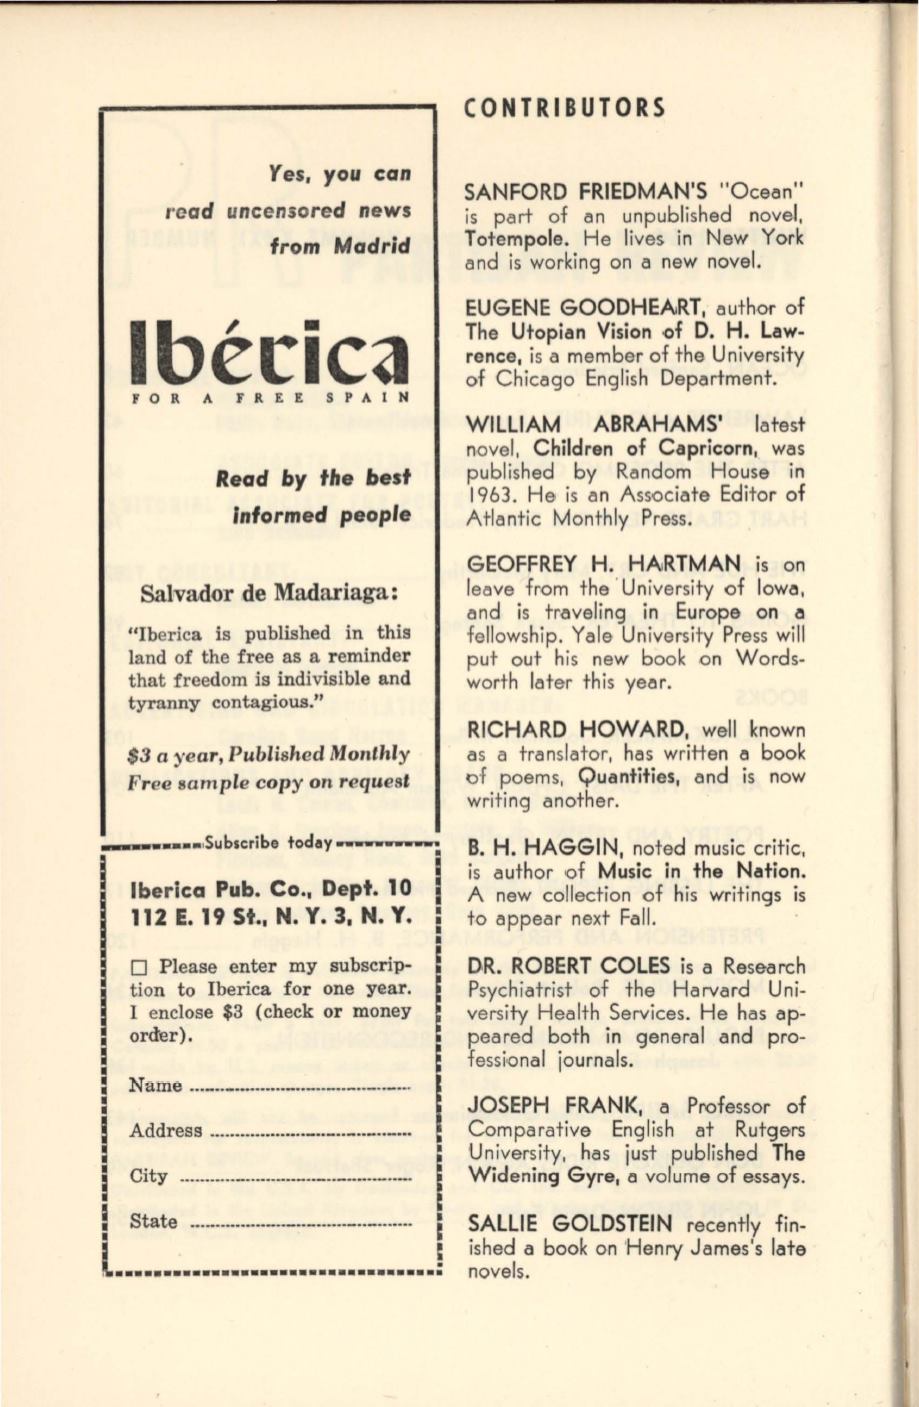 Yes, you can
read uncensored news
from Madrid
Ibérica
FOR A FREE SPAIN
Read by the best
informed people
Salvador de Madariaga:
"Iberica is published in this
land of the free as a reminder
that freedom is indivisible and
tyranny contagious."
$3 a year, Published Monthly
Free sample copy on request
Subscribe today
Iberica Pub. Co., Dept. 10
112 E. 19 St., N. Y. 3, N. Y.
☐ Please enter my subscrip-
tion to Iberica for one year.
I enclose $3 (check or money
order).
Name
Address
City
State
CONTRIBUTORS
SANFORD FRIEDMAN'S "Ocean"
is part of an unpublished novel,
Totempole. He lives in New York
and is working on a new novel.
EUGENE GOODHEART, author of
The Utopian Vision of D. H. Law-
rence, is a member of the University
of Chicago English Department.
WILLIAM ABRAHAMS' latest
novel, Children of Capricorn, was
published by Random House in
1963. He is an Associate Editor of
Atlantic Monthly Press.
GEOFFREY H. HARTMAN is on
leave from the University of Iowa,
and is traveling in Europe on a
fellowship. Yale University Press will
put out his new book on Words-
worth later this year.
RICHARD HOWARD, well known
as a translator, has written a book
of poems, Quantities, and is now
writing another.
B. H. HAGGIN, noted music critic,
is author of Music in the Nation.
A new collection of his writings is
to appear next Fall.
DR. ROBERT COLES is a Research
Psychiatrist of the Harvard Uni-
versity Health Services. He has ap-
peared both in general and pro-
fessional journals.
JOSEPH FRANK, a Professor of
Comparative English at Rutgers
University, has just published The
Widening Gyre, a volume of essays.
SALLIE GOLDSTEIN recently fin-
ished a book on Henry James's late
novels.